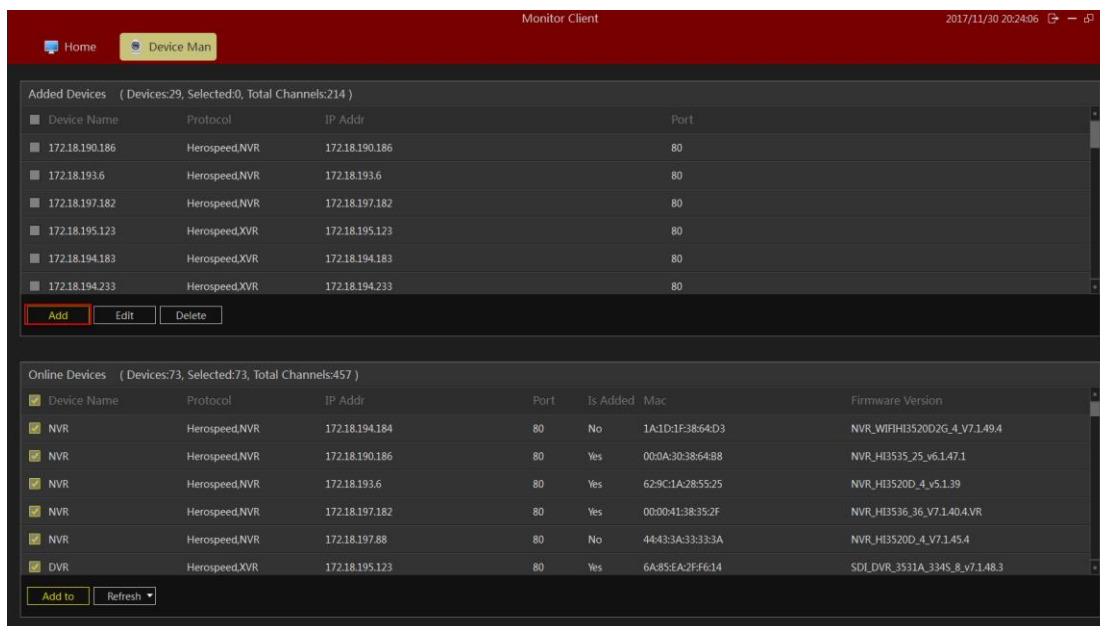 Monitor Client 2017/11/30 20:24:06
Home Device Man
Added Devices ( Devices:29, Selected:0, Total Channels:214 )
Device Name Protocol IP Addr Port
172.18.190.186 Herospeed,NVR 172.18.190.186 80
172.18.193.6 Herospeed,NVR 172.18.193.6 80
172.18.197.182 Herospeed,NVR 172.18.197.182 80
172.18.195.123 Herospeed,XVR 172.18.195.123 80
172.18.194.183 Herospeed,XVR 172.18.194.183 80
172.18.194.233 Herospeed,XVR 172.18.194.233 80
Add Edit Delete
Online Devices ( Devices:73, Selected:73, Total Channels:457 )
Device Name Protocol IP Addr Port Is Added Mac Firmware Version
NVR Herospeed,NVR 172.18.194.184 80 No 1A:1D:1F:38:64:D3 NVR_WIFIHI3520D2G_4_V7.1.49.4
NVR Herospeed,NVR 172.18.190.186 80 Yes 00:0A:30:38:64:B8 NVR_HI3535_25_v6.1.47.1
NVR Herospeed,NVR 172.18.193.6 80 Yes 62:9C:1A:28:55:25 NVR_HI3520D_4_v5.1.39
NVR Herospeed,NVR 172.18.197.182 80 Yes 00:00:41:38:35:2F NVR_HI3536_36_V7.1.40.4.VR
NVR Herospeed,NVR 172.18.197.88 80 No 44:43:3A:33:33:3A NVR_HI3520D_4_V7.1.45.4
DVR Herospeed,XVR 172.18.195.123 80 Yes 6A:85:EA:2F:F6:14 SDI_DVR_3531A_334S_8_v7.1.48.3
Add to Refresh